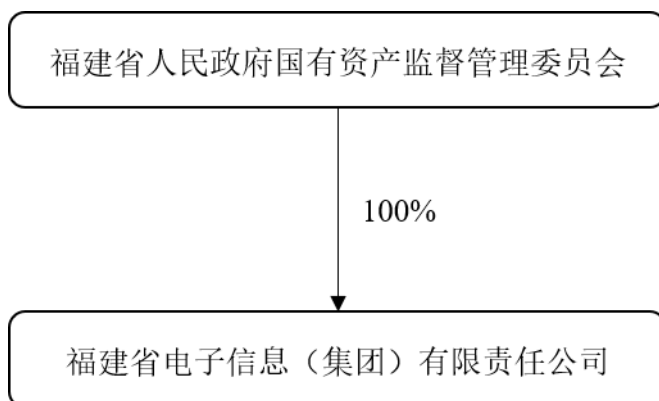 福建省人民政府国有资产监督管理委员会
100%
福建省电子信息（集团）有限责任公司